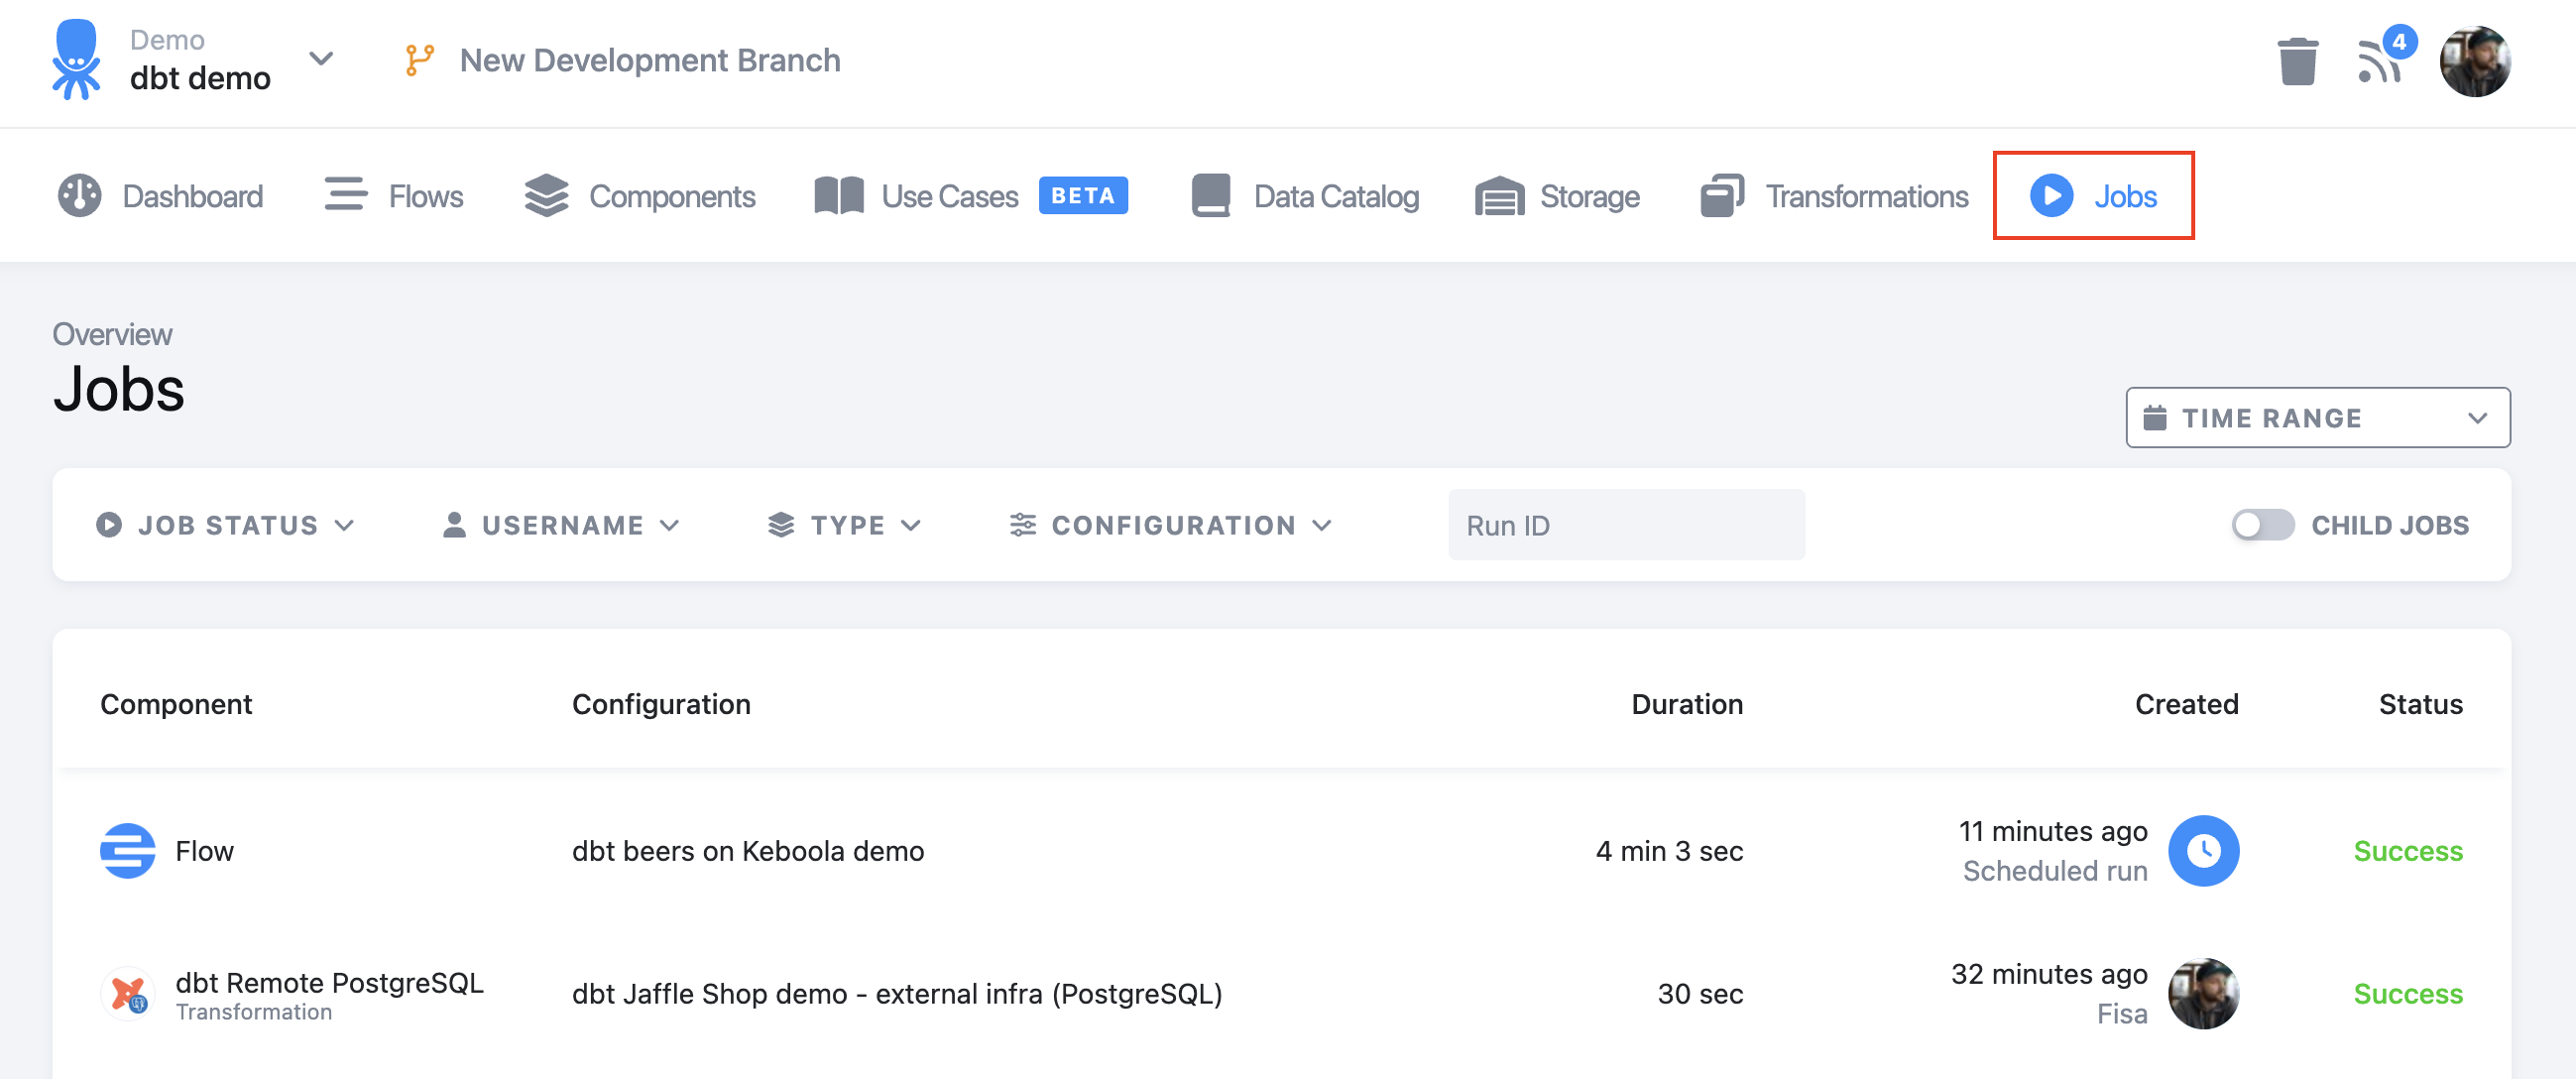 Demo
dbt demo
New Development Branch
4
Dashboard
Flows
Components
Use Cases
BETA
Data Catalog
Storage
Transformations
Jobs
Overview
Jobs
TIME RANGE
JOB STATUS
USERNAME
TYPE
CONFIGURATION
Run ID
CHILD JOBS
Component
Configuration
Duration
Created
Status
Flow
dbt beers on Keboola demo
4 min 3 sec
11 minutes ago
Scheduled run
Success
dbt Remote PostgreSQL
Transformation
dbt Jaffle Shop demo - external infra (PostgreSQL)
30 sec
32 minutes ago
Fisa
Success